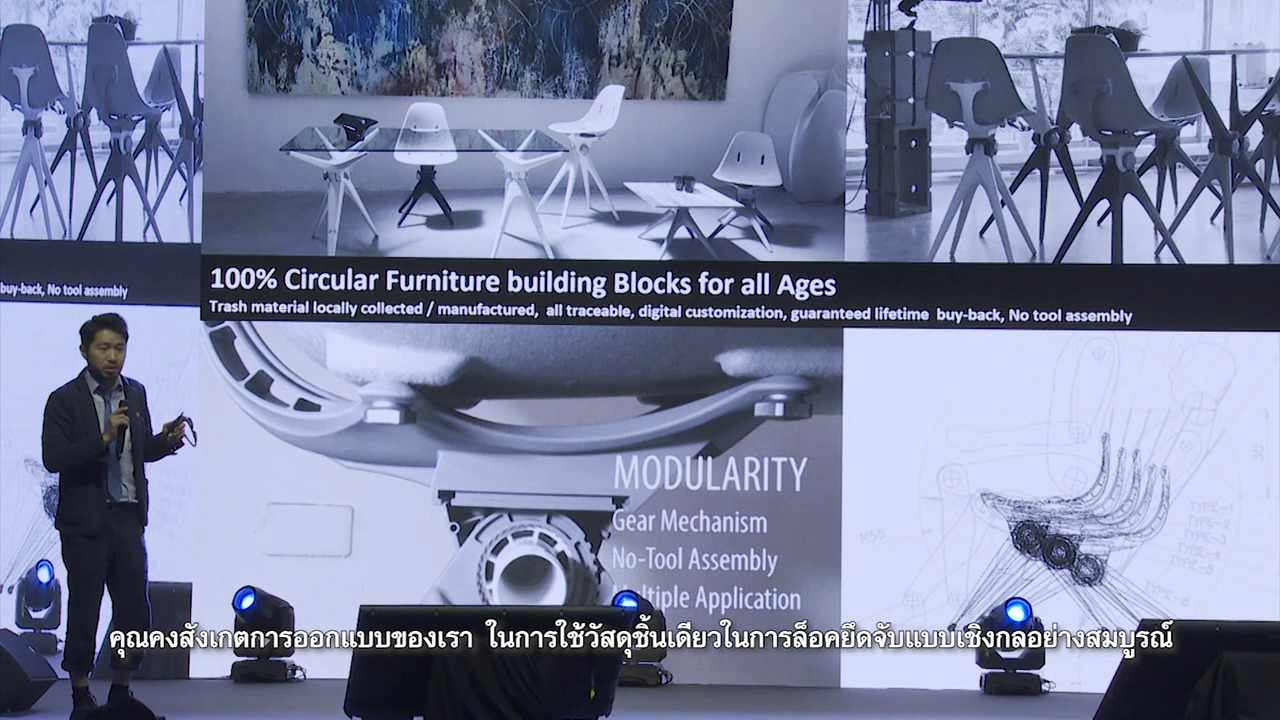 100% Circular Furniture building Blocks for all Ages
Trash material locally collected / manufactured, all traceable, digital customization, guaranteed lifetime buy-back, No tool assembly
buy-back, No tool assembly
MODULARITY
Gear Mechanism
No-Tool Assembly
Multiple Application
R55
30
TYPE=1
TYPE=2
TYPE=3
TYPE=4
TYPE=5
TYPE=6
คุณคงสังเกตการออกแบบของเรา ในการใช้วัสดุชิ้นเดียวในการล็อคยึดจับแบบเชิงกลอย่างสมบูรณ์